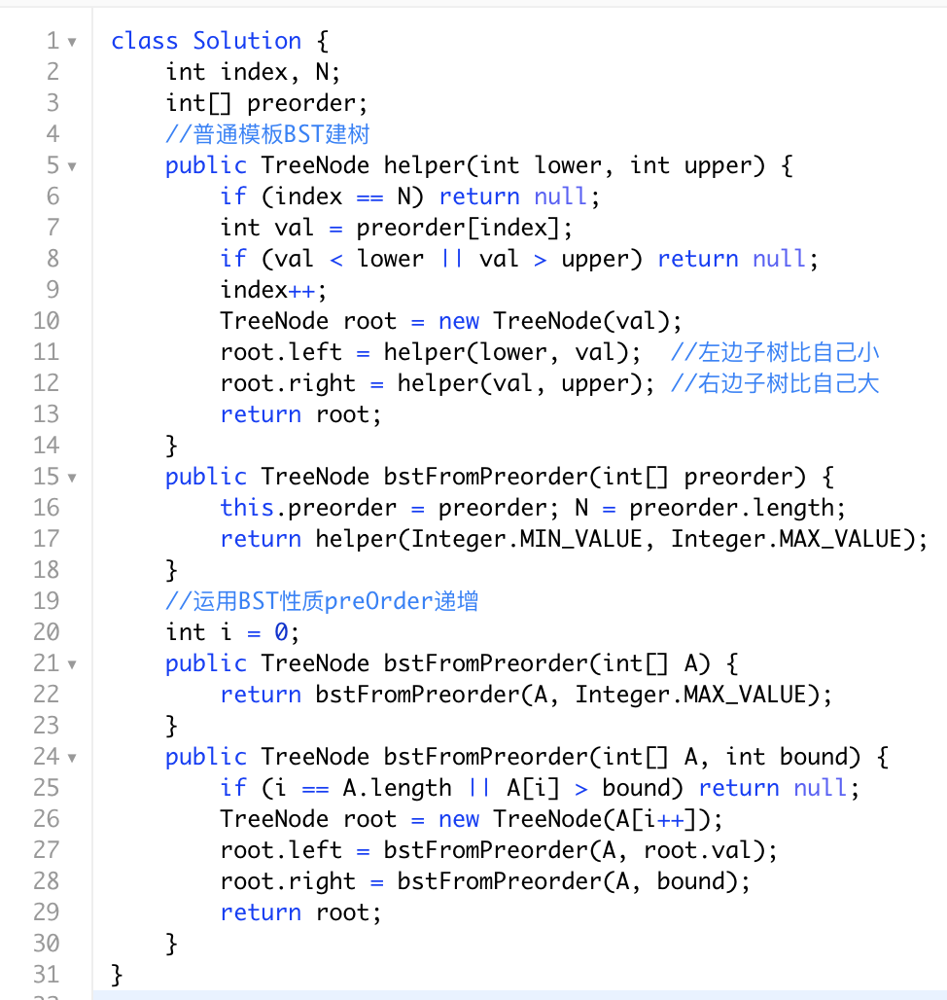 1 class Solution {
2 int index, N;
3 int[] preorder;
4 //普通模板BST建树
5 public TreeNode helper(int lower, int upper) {
6 if (index == N) return null;
7 int val = preorder[index];
8 if (val < lower || val > upper) return null;
9 index++;
10 TreeNode root = new TreeNode(val);
11 root.left = helper(lower, val); //左边子树比自己小
12 root.right = helper(val, upper); //右边子树比自己大
13 return root;
14 }
15 public TreeNode bstFromPreorder(int[] preorder) {
16 this.preorder = preorder; N = preorder.length;
17 return helper(Integer.MIN_VALUE, Integer.MAX_VALUE);
18 }
19 //运用BST性质preOrder递增
20 int i = 0;
21 public TreeNode bstFromPreorder(int[] A) {
22 return bstFromPreorder(A, Integer.MAX_VALUE);
23 }
24 public TreeNode bstFromPreorder(int[] A, int bound) {
25 if (i == A.length || A[i] > bound) return null;
26 TreeNode root = new TreeNode(A[i++]);
27 root.left = bstFromPreorder(A, root.val);
28 root.right = bstFromPreorder(A, bound);
29 return root;
30 }
31 }